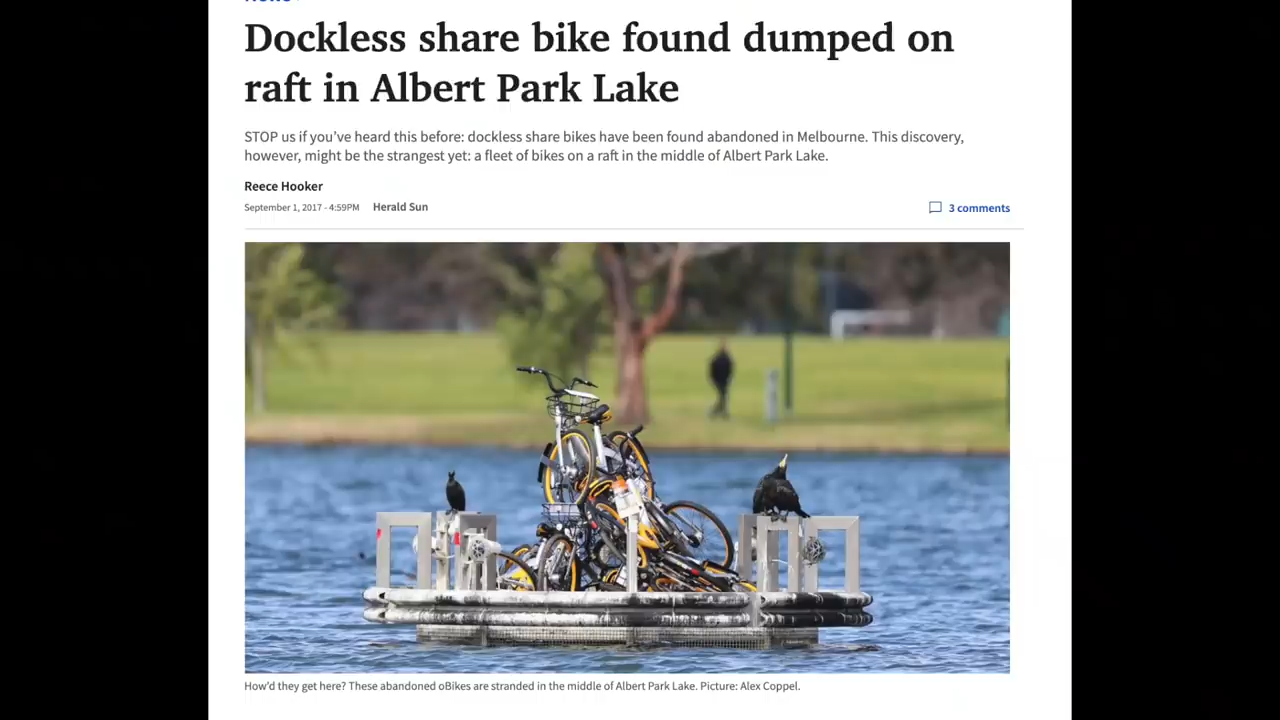 Dockless share bike found dumped on
raft in Albert Park Lake
STOP us if you’ve heard this before: dockless share bikes have been found abandoned in Melbourne. This discovery,
however, might be the strangest yet: a fleet of bikes on a raft in the middle of Albert Park Lake.
Reece Hooker
September 1, 2017 - 4:59PM Herald Sun
3 comments
How’d they get here? These abandoned oBikes are stranded in the middle of Albert Park Lake. Picture: Alex Coppel.